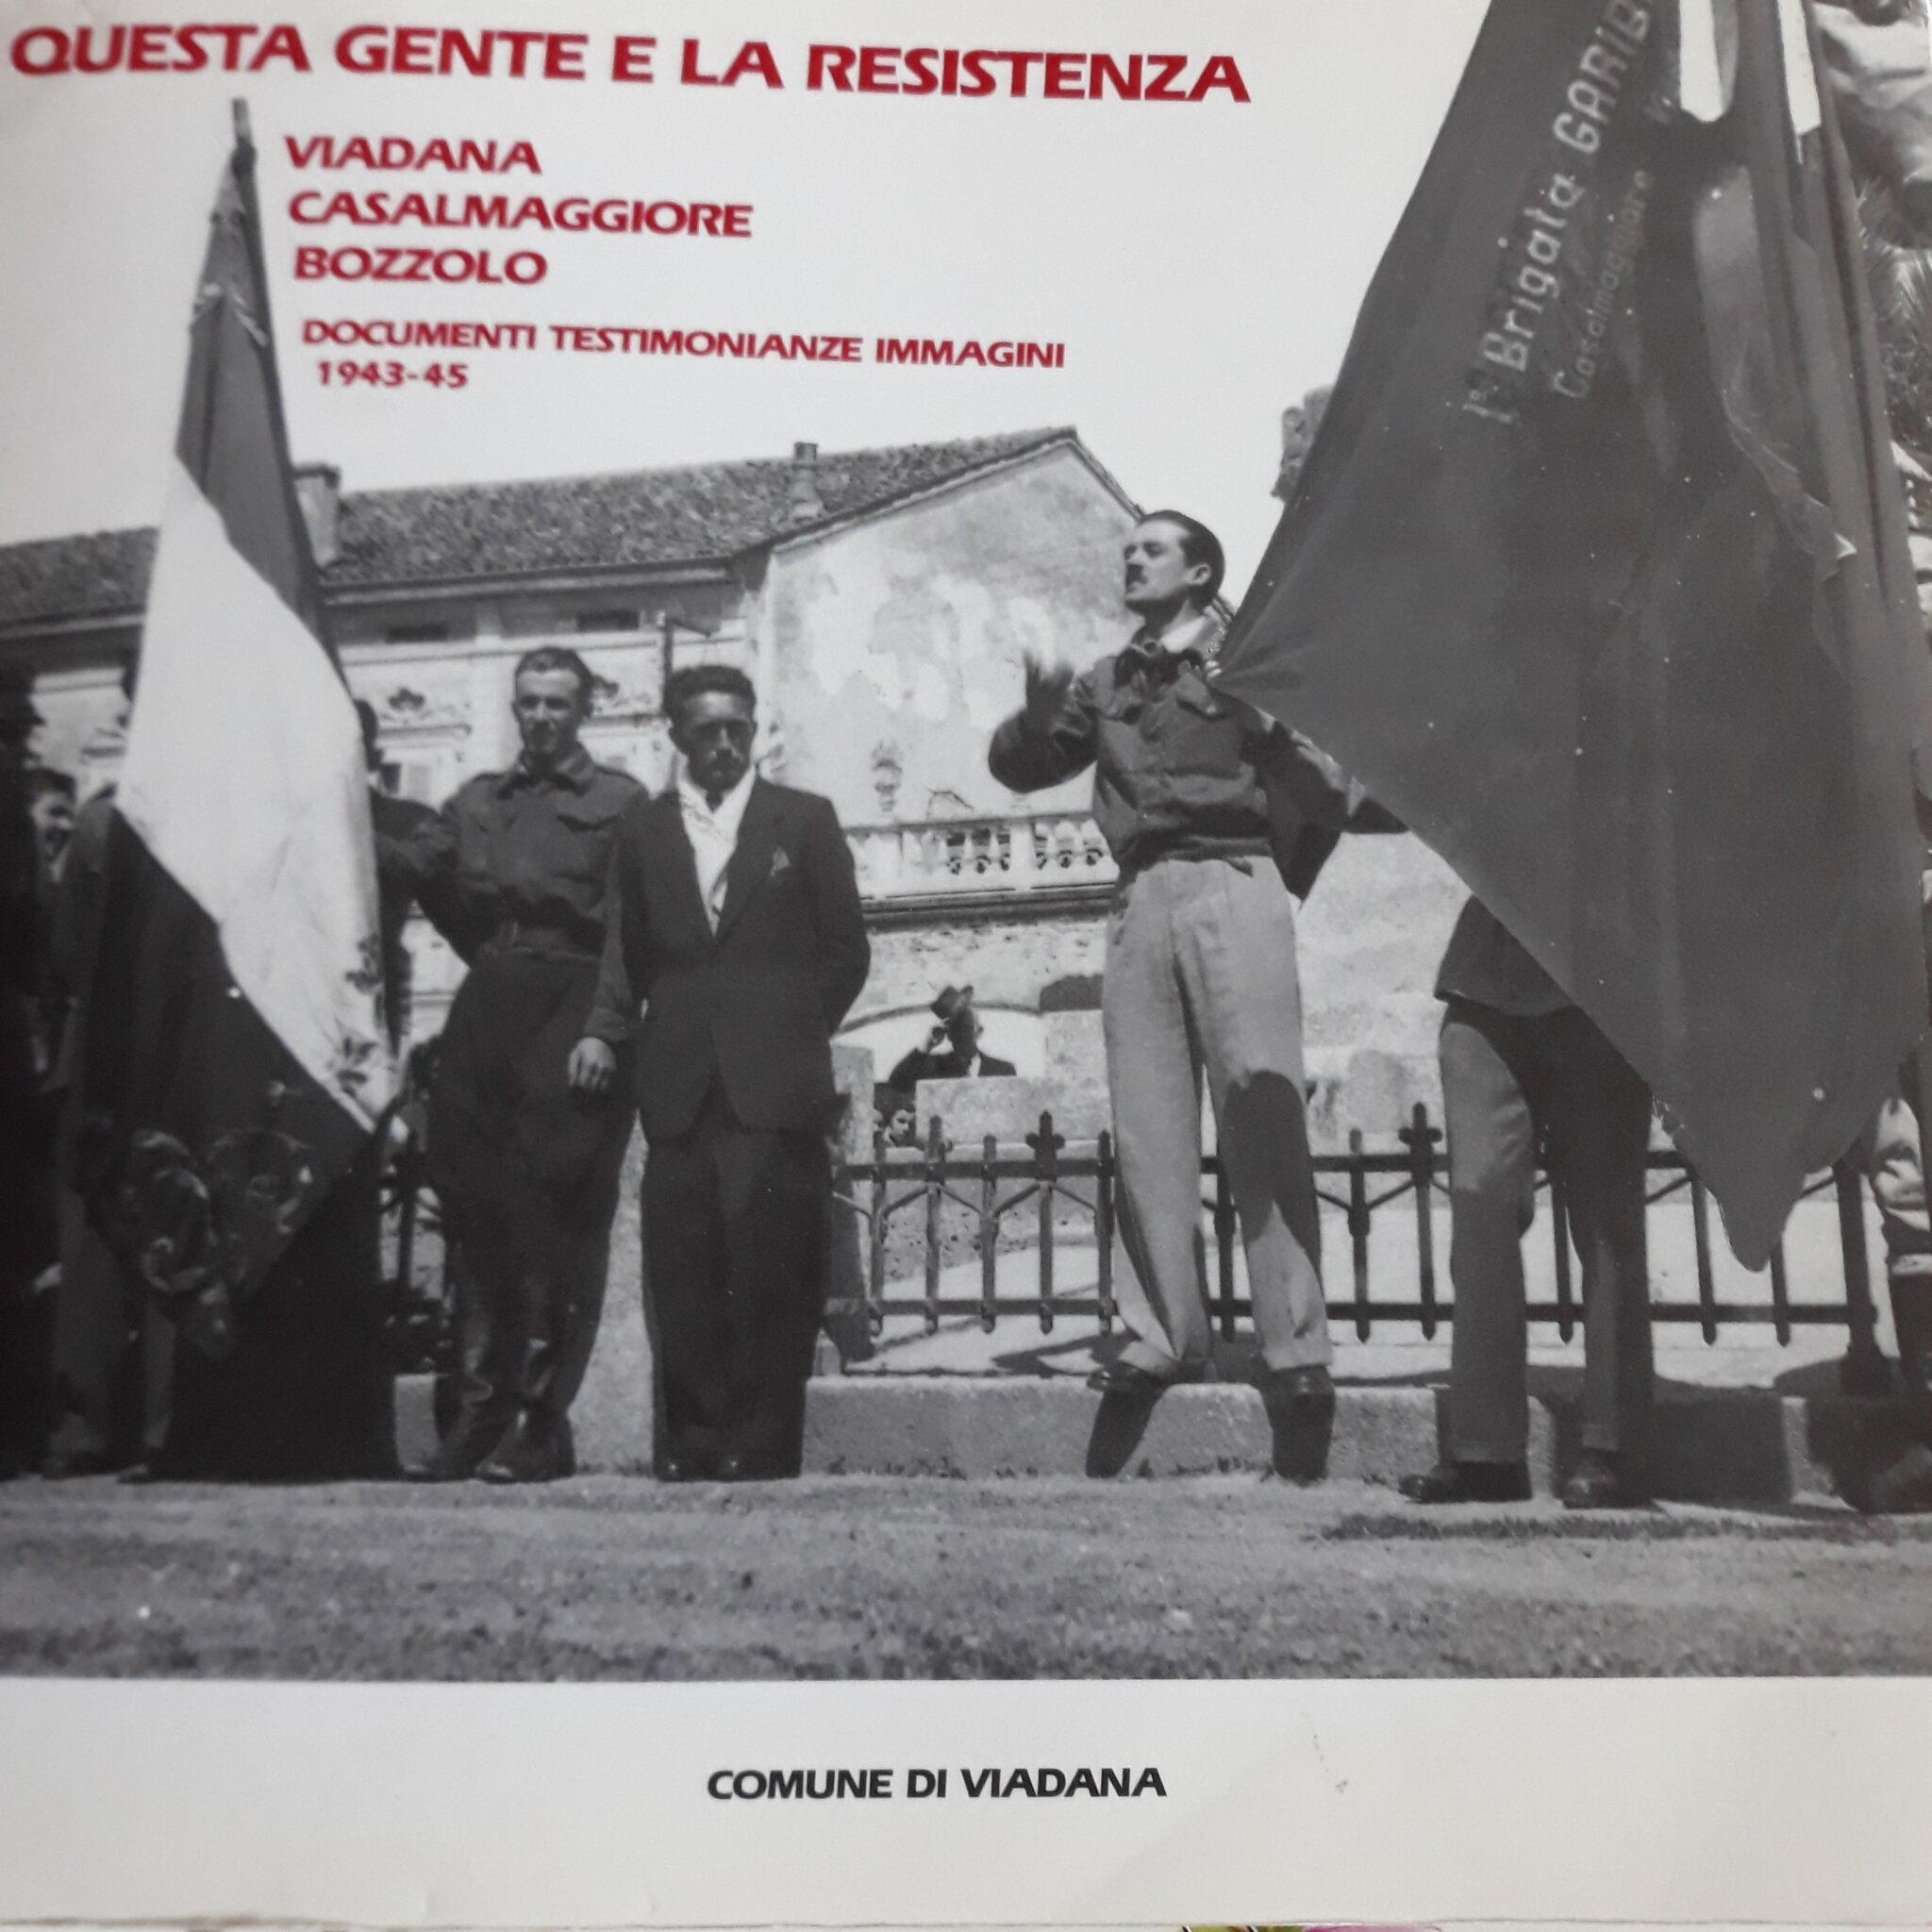 QUESTA GENTE E LA RESISTENZA
VIADANA
CASALMAGGIORE
BOZZOLO
DOCUMENTI TESTIMONIANZE IMMAGINI
1943-45
Brigata GARIB
Casalmaggiore
COMUNE DI VIADANA